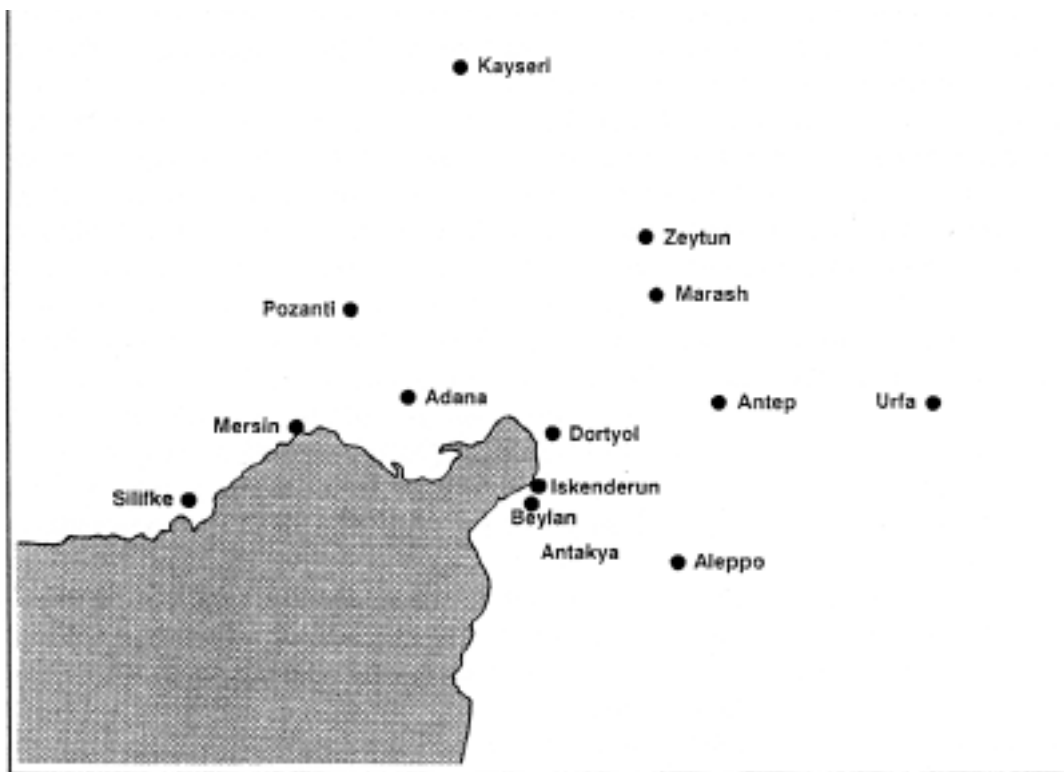 Kayseri
Zeytun
Marash
Pozanti
Adana
Antep
Urfa
Mersin
Dortyol
Iskenderun
Silifke
Beylan
Antakya
Aleppo